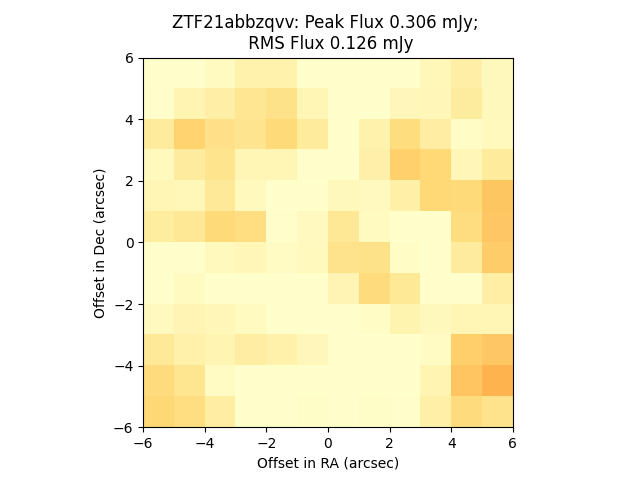 ZTF21abbzqvv: Peak Flux 0.306 mJy;
RMS Flux 0.126 mJy
6
4
2
0
−2
−4
−6
Offset in Dec (arcsec)
−6 −4 −2 0 2 4 6
Offset in RA (arcsec)